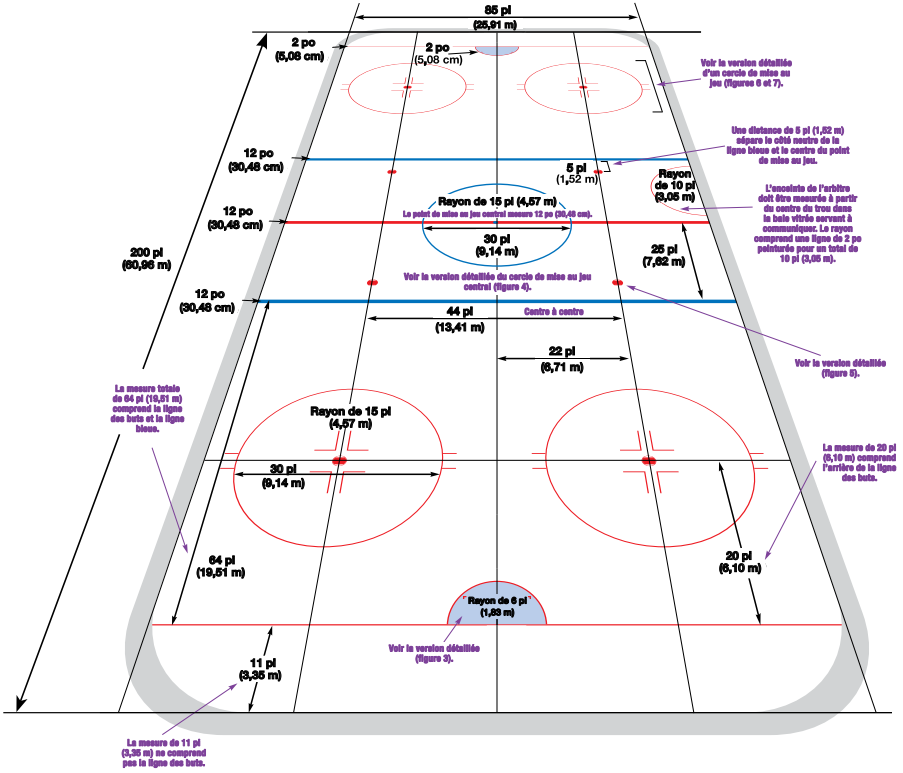 85 pi
(25,91 m)
2 po
(5,08 cm)
2 po
(5,08 cm)
Voir la version détaillée
d'un cercle de mise au
jeu (figures 6 et 7).
Une distance de 5 pi (1,52 m)
sépare le côté neutre de la
ligne bleue et le centre du point
de mise au jeu.
12 po
(30,48 cm)
5 pi
(1,52 m)
Rayon
de 10 pi
(3,05 m)
L'enceinte de l'arbitre
doit être mesurée à partir
du centre du trou dans
la baie vitrée servant à
communiquer. Le rayon
comprend une ligne de 2 po
peinturée pour un total de
10 pi (3,05 m).
Rayon de 15 pi (4,57 m)
Le point de mise au jeu central mesure 12 po (30,48 cm).
12 po
(30,48 cm)
30 pi
(9,14 m)
25 pi
(7,62 m)
200 pi
(60,96 m)
Voir la version détaillée du cercle de mise au jeu
central (figure 4).
12 po
(30,48 cm)
44 pi
(13,41 m)
Centre à centre
22 pi
(6,71 m)
Voir la version détaillée
(figure 5).
La mesure totale
de 64 pi (19,51 m)
comprend la ligne
des buts et la ligne
bleue.
Rayon de 15 pi
(4,57 m)
30 pi
(9,14 m)
La mesure de 20 pi
(6,10 m) comprend
l'arrière de la ligne
des buts.
64 pi
(19,51 m)
20 pi
(6,10 m)
Rayon de 6 pi
(1,83 m)
Voir la version détaillée
(figure 3).
11 pi
(3,35 m)
La mesure de 11 pi
(3,35 m) ne comprend
pas la ligne des buts.